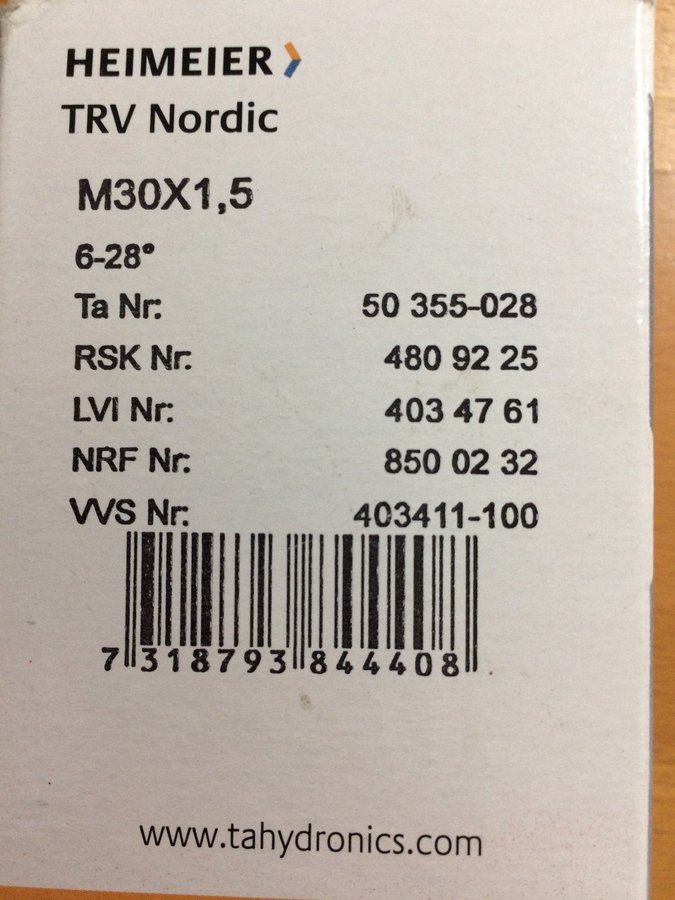 HEIMEIER
TRV Nordic
M30X1,5
6-28°
Ta Nr: 50 355-028
RSK Nr: 480 92 25
LVI Nr: 403 47 61
NRF Nr: 850 02 32
VVS Nr: 403411-100
7 318793 844408
www.tahydronics.com